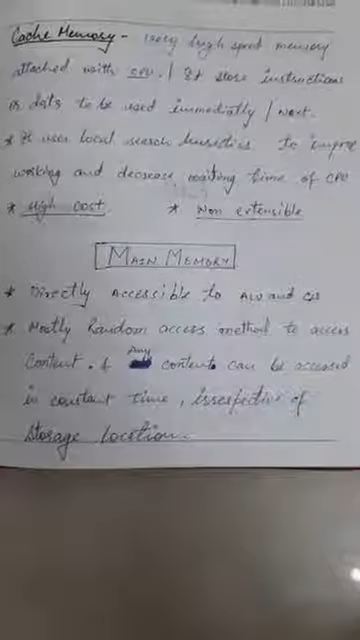 Cache Memory - very high speed memory
attached with CPU. / It store instructions
or data to be used immediately / next.
* It uses local search heuristics to improve
working and decrease waiting time of CPU
* High cost * Non extensible
MAIN MEMORY
* Directly Accessible to ALU and CU
* Mostly Random access method to access
content. & Any content can be accessed
in constant time, irrespective of
storage location.